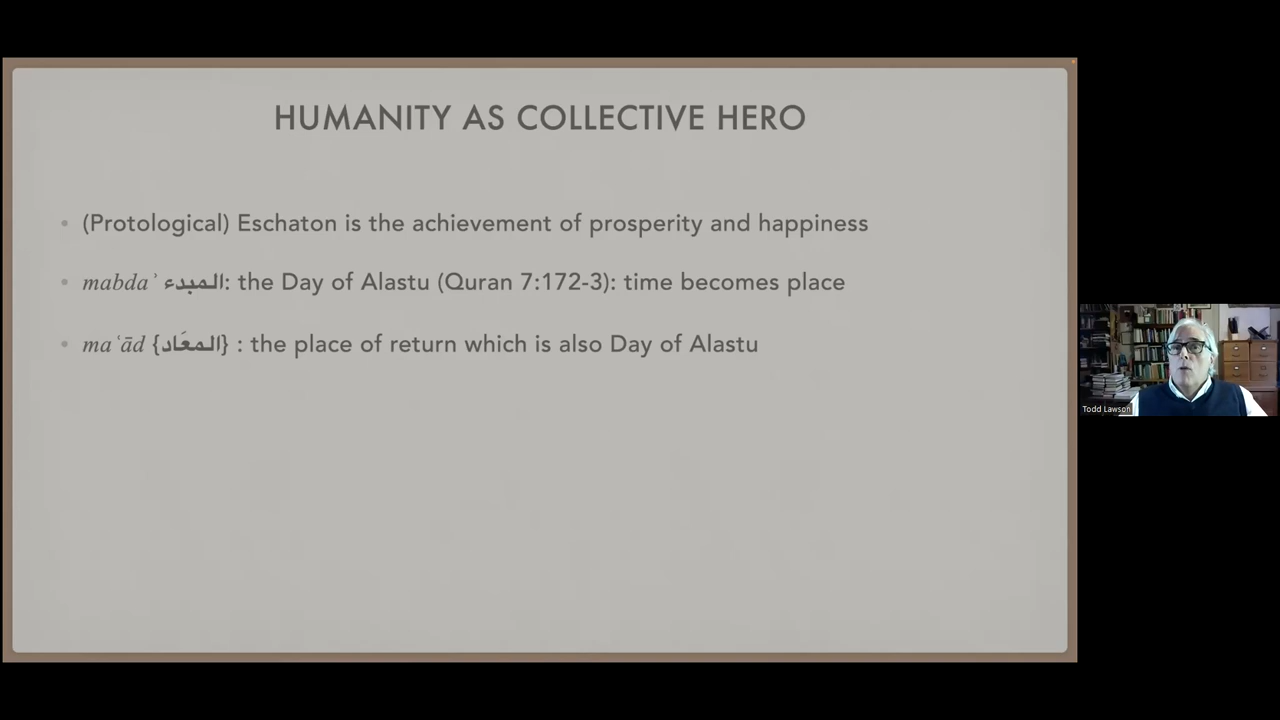 HUMANITY AS COLLECTIVE HERO
• (Protological) Eschaton is the achievement of prosperity and happiness
• mabdaʾ المبدء: the Day of Alastu (Quran 7:172-3): time becomes place
• maʿād {المعَاد} : the place of return which is also Day of Alastu
Todd Lawson